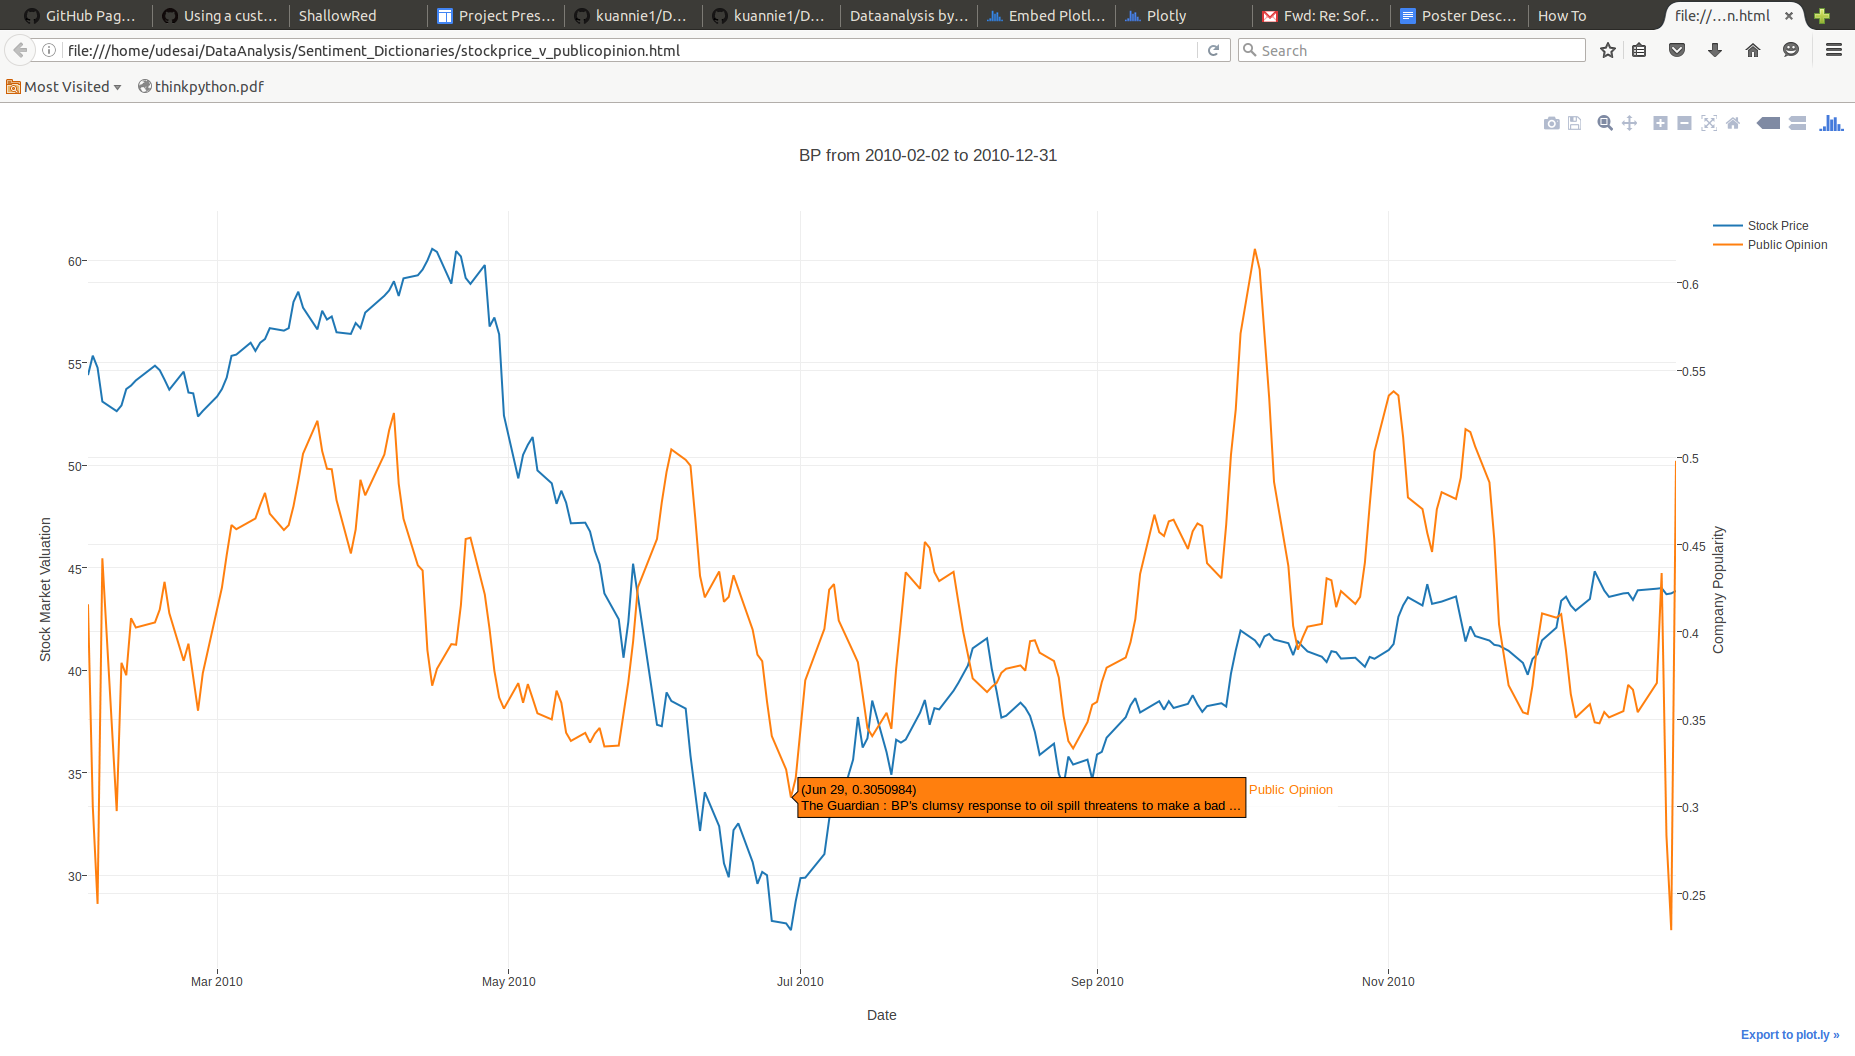 GitHub Pag...
Using a cust...
ShallowRed
Project Pres...
kuannie1/D...
kuannie1/D...
Dataanalysis by...
Embed Plotl...
Plotly
Fwd: Re: Sof...
Poster Desc...
How To
file://...n.html
file:///home/udesai/DataAnalysis/Sentiment_Dictionaries/stockprice_v_publicopinion.html
Search
Most Visited
thinkpython.pdf
BP from 2010-02-02 to 2010-12-31
Stock Price
Public Opinion
60
55
50
45
40
35
30
Stock Market Valuation
0.6
0.55
0.5
0.45
0.4
0.35
0.3
0.25
Company Popularity
(Jun 29, 0.3050984)
The Guardian : BP's clumsy response to oil spill threatens to make a bad ...
Public Opinion
Mar 2010
May 2010
Jul 2010
Sep 2010
Nov 2010
Date
Export to plot.ly »